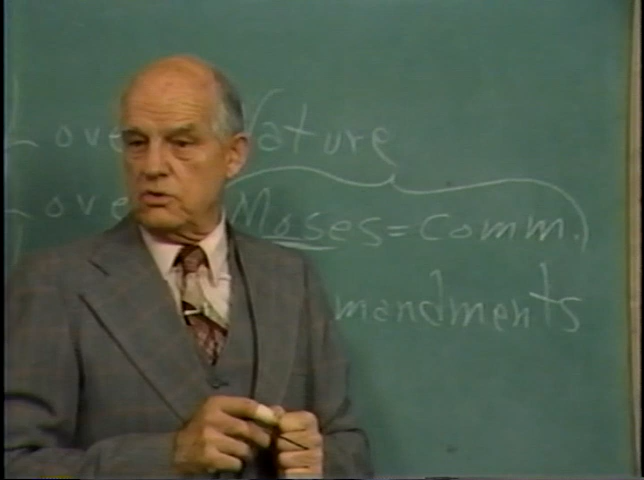 Love Nature
Love Moses = Comm.
mandments